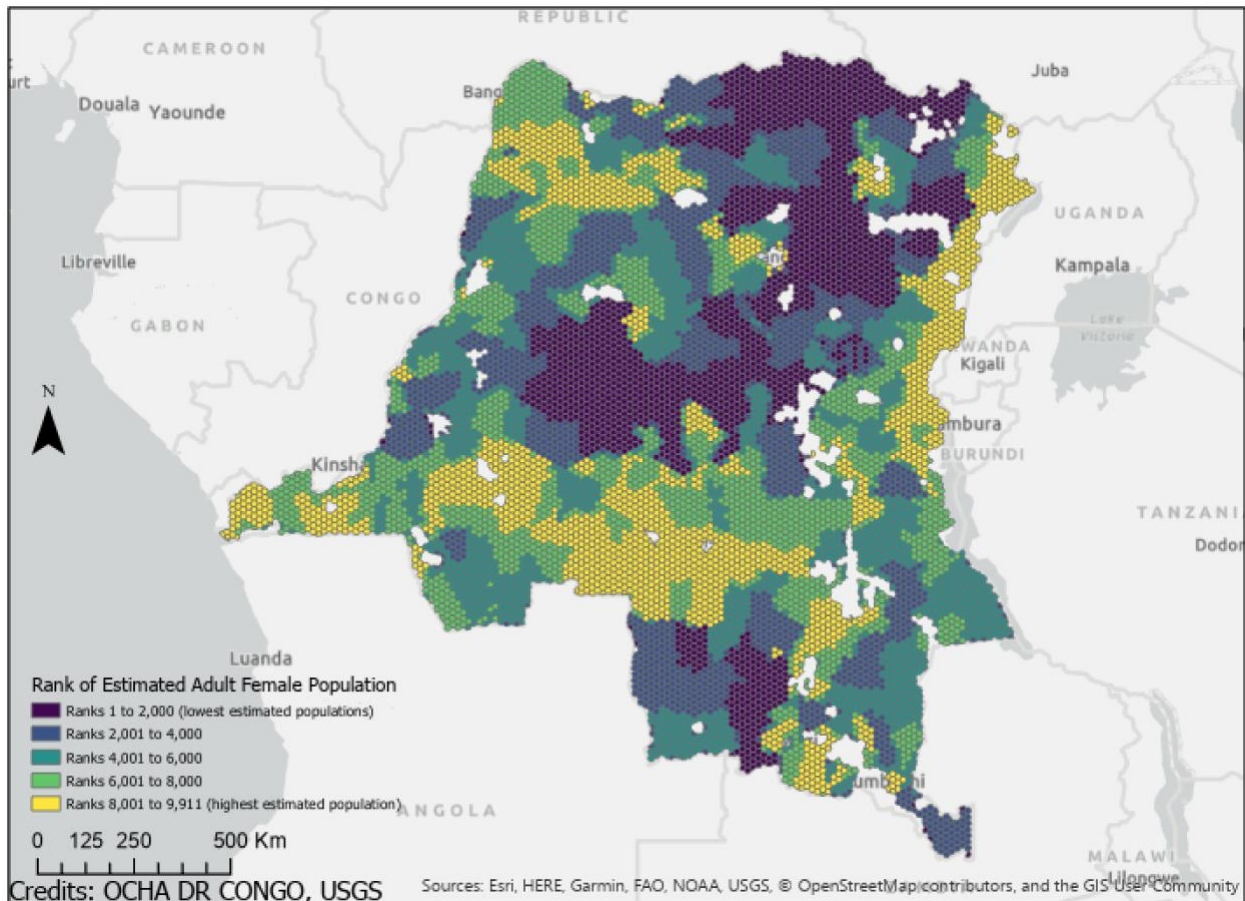 REPUBLIC
CAMEROON
Juba
urt
Douala
Yaounde
Bang
UGANDA
Libreville
Kampala
CONGO
GABON
Lake
Victoria
WANDA
Kigali
N
mbura
Kinsha
BURUNDI
TANZANIA
Dodom
Luanda
Rank of Estimated Adult Female Population
Ranks 1 to 2,000 (lowest estimated populations)
Ranks 2,001 to 4,000
Ranks 4,001 to 6,000
Ranks 6,001 to 8,000
Ranks 8,001 to 9,911 (highest estimated population)
umbashi
ANGOLA
0 125 250 500 Km
MALAWI
Lilongwe
Credits: OCHA DR CONGO, USGS
Sources: Esri, HERE, Garmin, FAO, NOAA, USGS, © OpenStreetMap contributors, and the GIS User Community